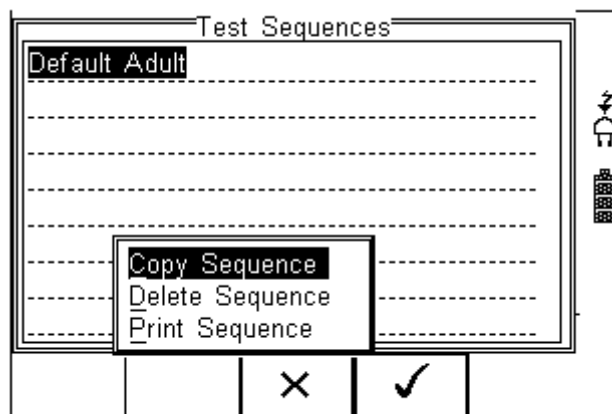 Test Sequences
Default Adult
Copy Sequence
Delete Sequence
Print Sequence